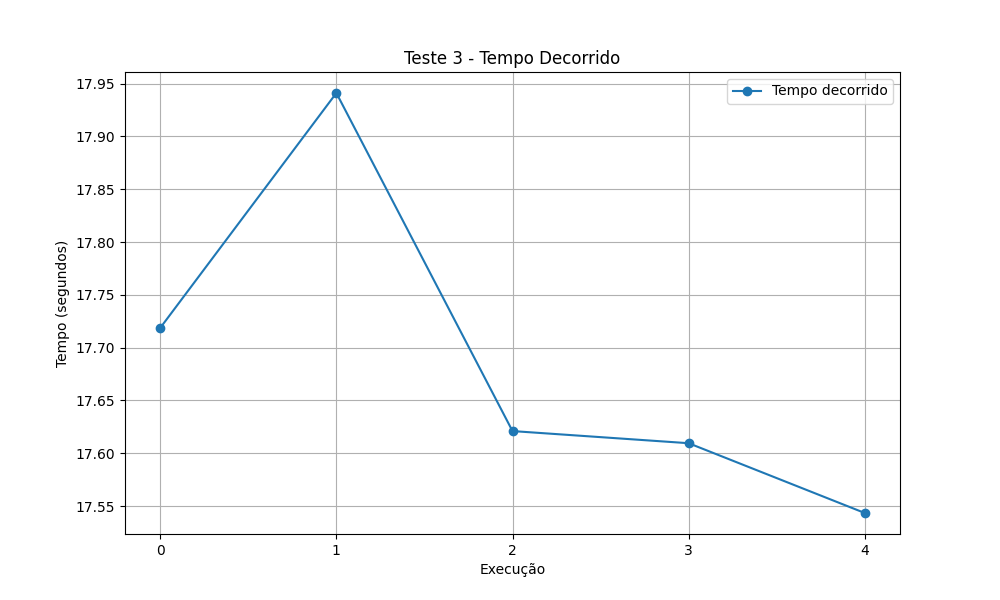 Teste 3 - Tempo Decorrido
Tempo decorrido
17.95
17.90
17.85
17.80
17.75
17.70
17.65
17.60
17.55
Tempo (segundos)
0 1 2 3 4
Execução